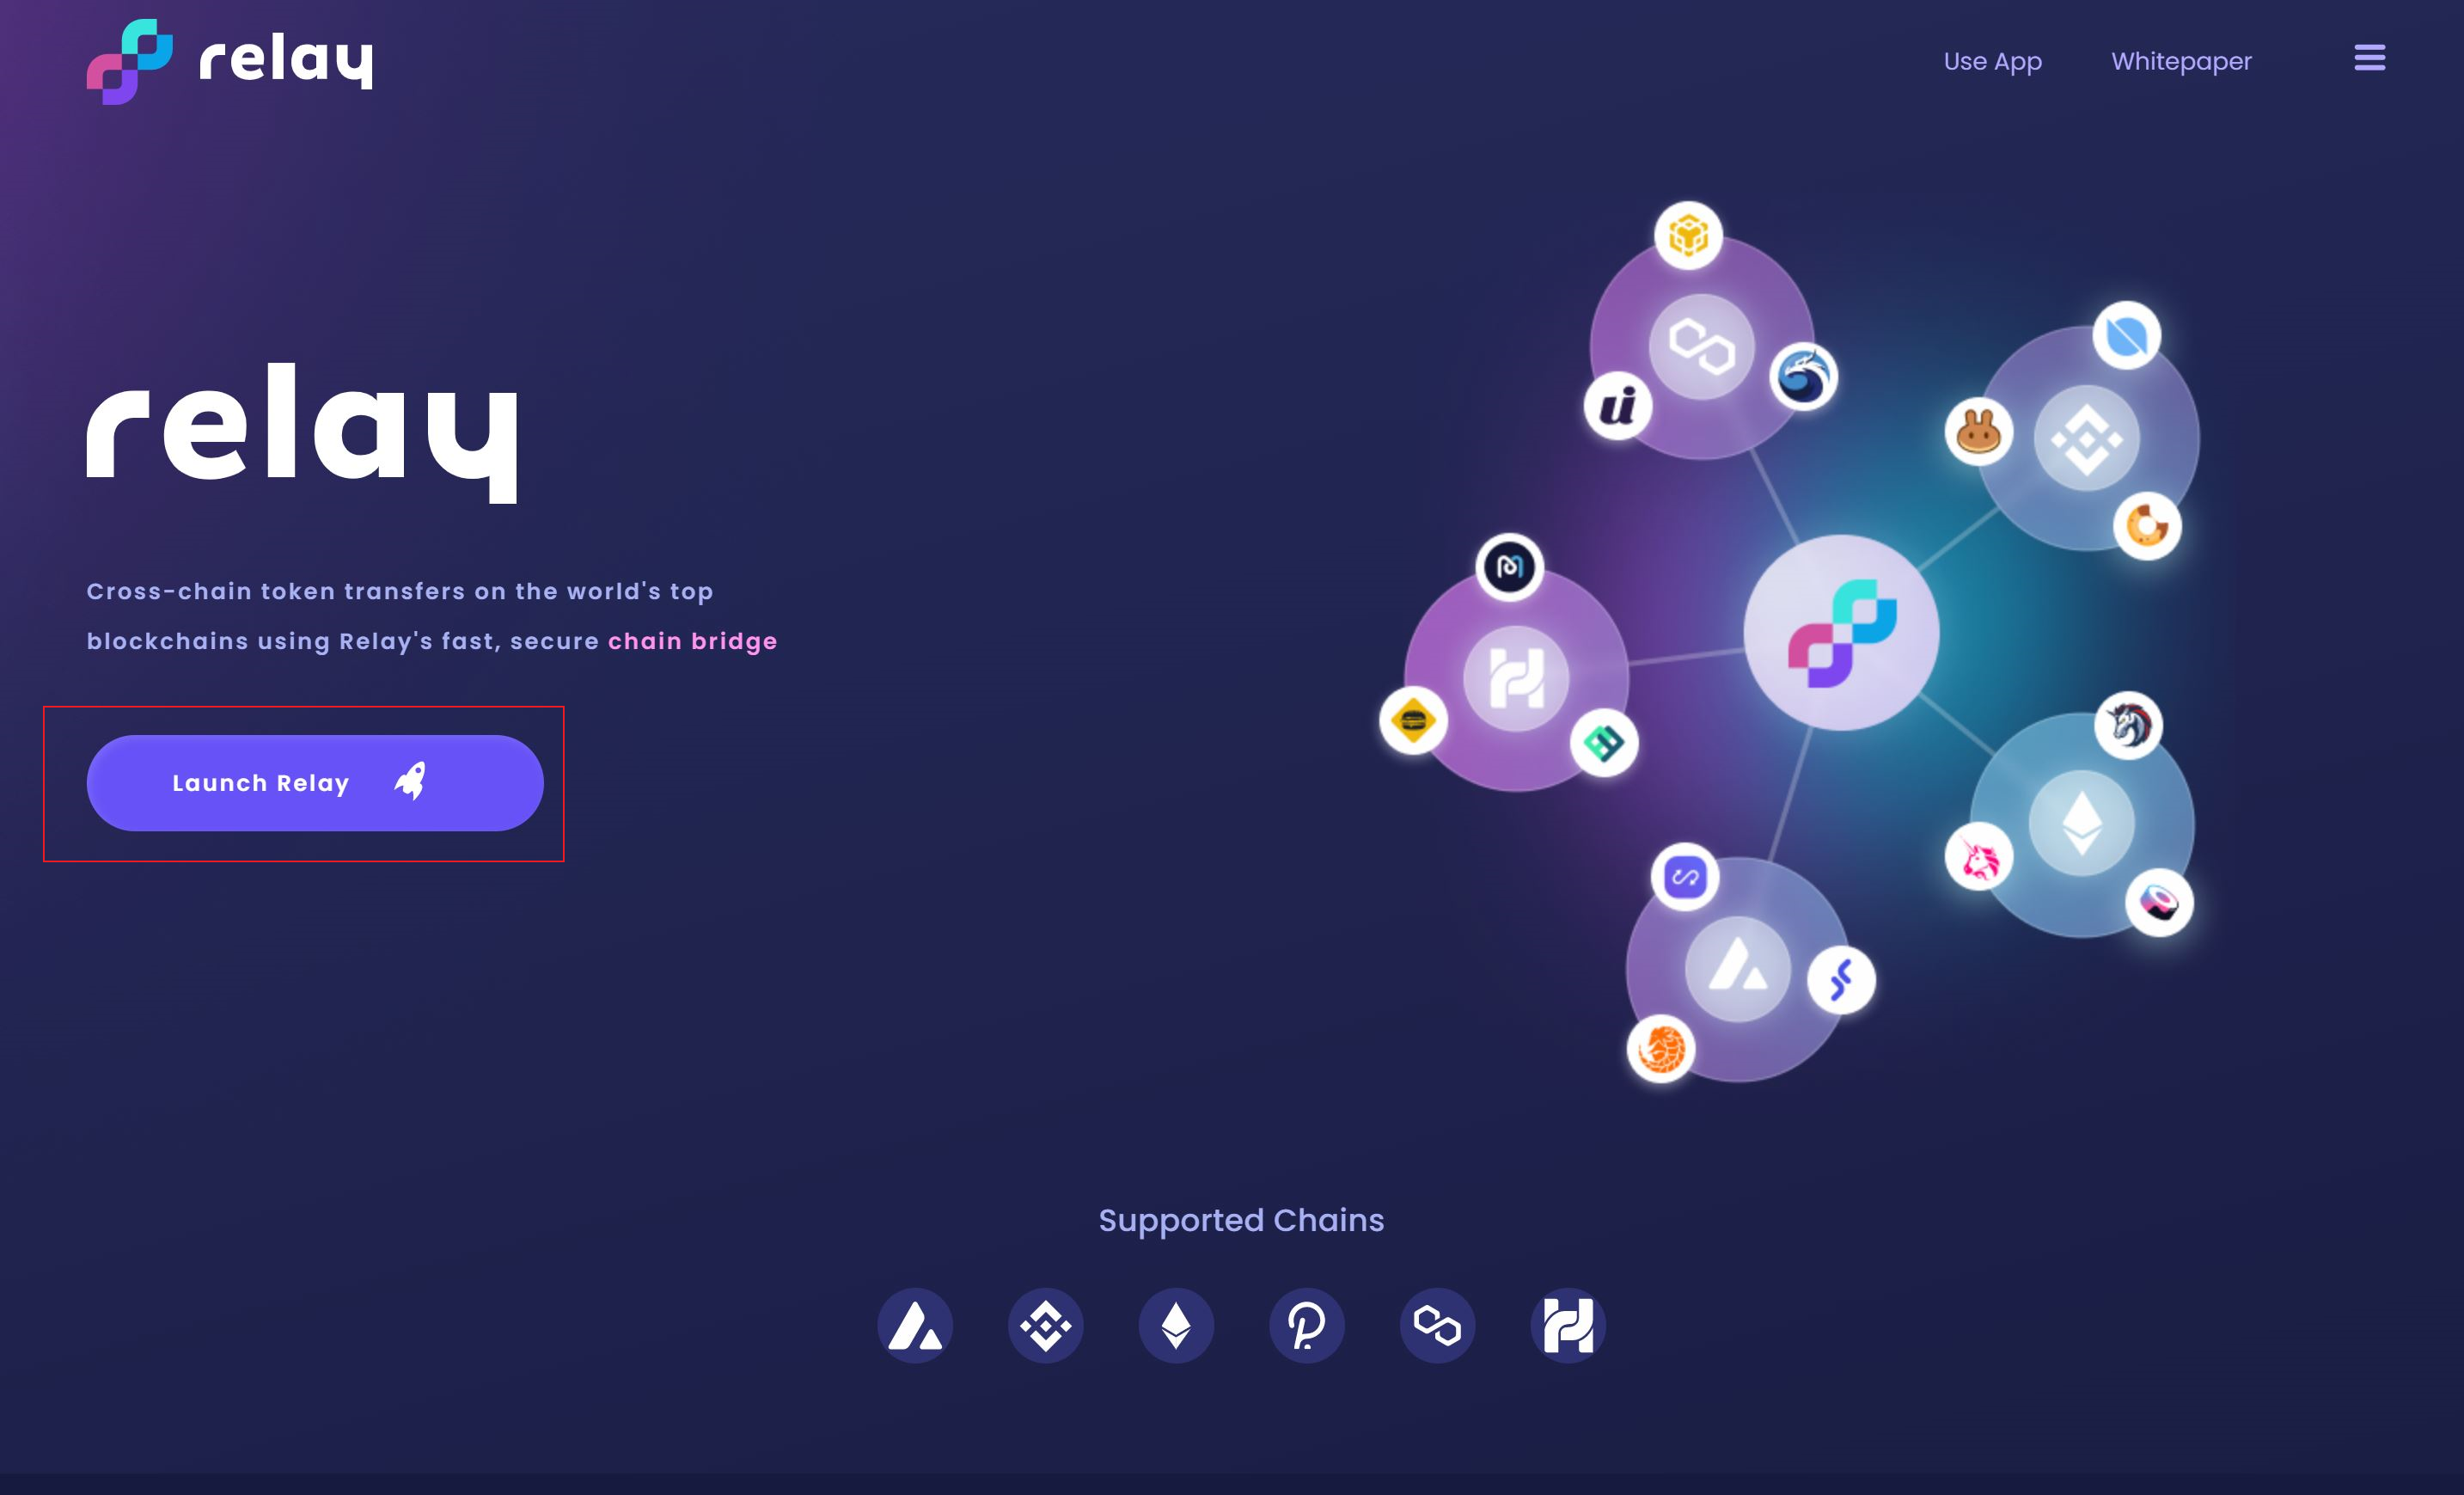 relay
Use App
Whitepaper
relay
Cross-chain token transfers on the world's top
blockchains using Relay's fast, secure chain bridge
Launch Relay
Supported Chains